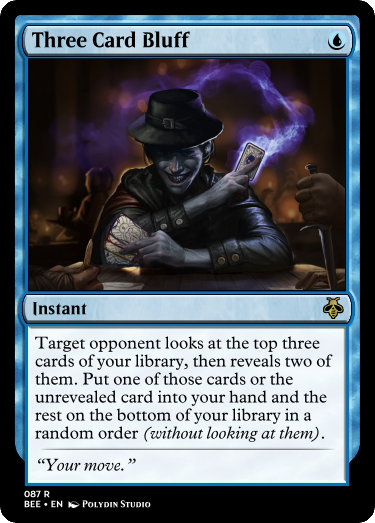 Three Card Bluff
Instant
Target opponent looks at the top three
cards of your library, then reveals two of
them. Put one of those cards or the
unrevealed card into your hand and the
rest on the bottom of your library in a
random order (without looking at them).
“Your move.”
087 R
BEE • EN Polydin Studio